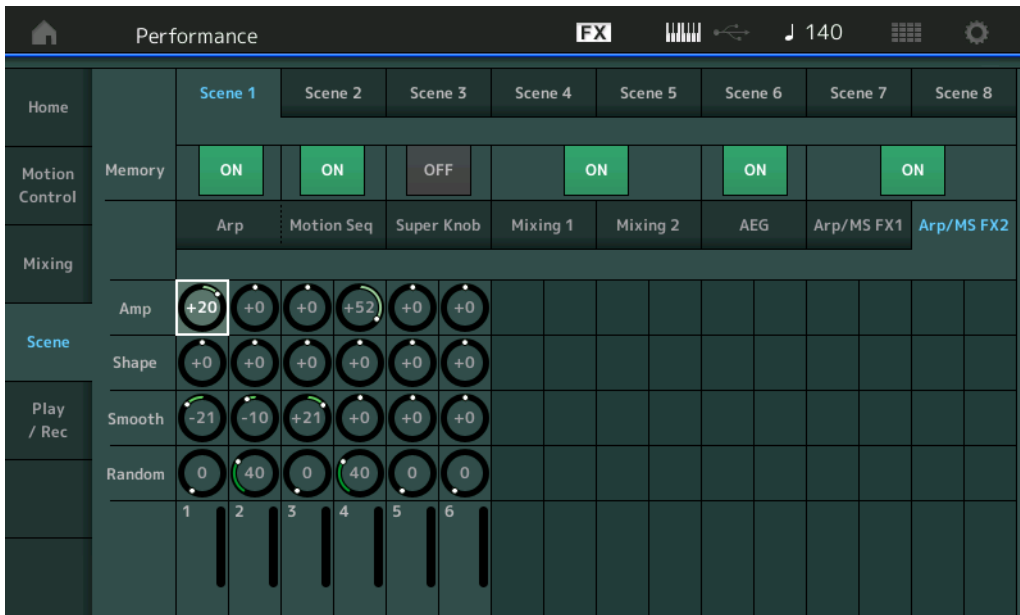 Performance FX 140
Scene 1 Scene 2 Scene 3 Scene 4 Scene 5 Scene 6 Scene 7 Scene 8
Home
Motion
Control
Mixing
Scene
Play
/ Rec
Memory ON ON OFF ON ON ON
Arp Motion Seq Super Knob Mixing 1 Mixing 2 AEG Arp/MS FX1 Arp/MS FX2
Amp +20 +0 +0 +52 +0 +0
Shape +0 +0 +0 +0 +0 +0
Smooth -21 -10 +21 +0 +0 +0
Random 0 40 0 40 0 0
1 2 3 4 5 6